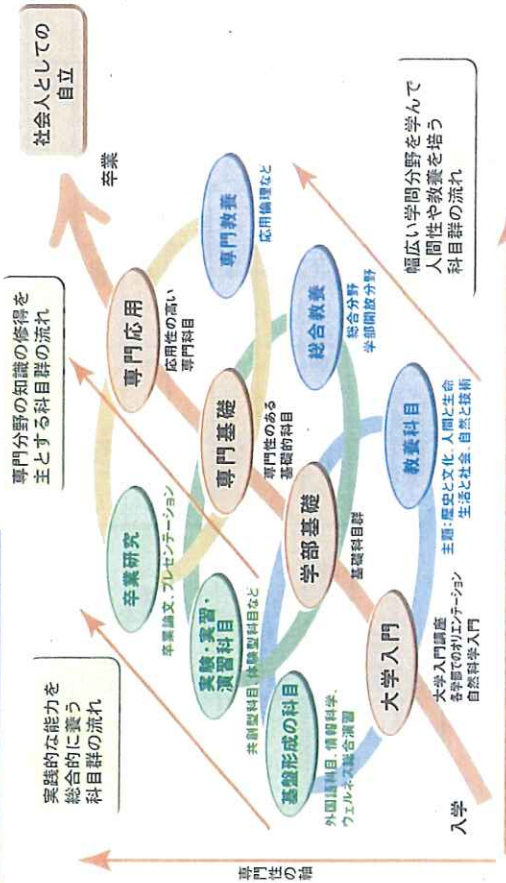 社会人としての
自立
卒業
専門分野の知識の修得を
主とする科目群の流れ
実践的な能力を
総合的に養う
科目群の流れ
幅広い学問分野を学んで
人間性や教養を培う
科目群の流れ
専門応用
応用性の高い
専門科目
専門教養
応用倫理など
卒業研究
卒業論文、プレゼンテーション
専門基礎
専門性のある
基礎的科目
総合教養
総合分野
学部開放分野
実験・実習・
演習科目
共創型科目、体験型科目など
学部基礎
基礎科目群
教養科目
主題:歴史と文化、人間と生命
生活と社会、自然と技術
基盤形成の科目
外国語科目、情報科学、
ウェルネス総合演習
大学入門
大学入門講座
各学部でのオリエンテーション
自然科学入門
入学
専門性の軸